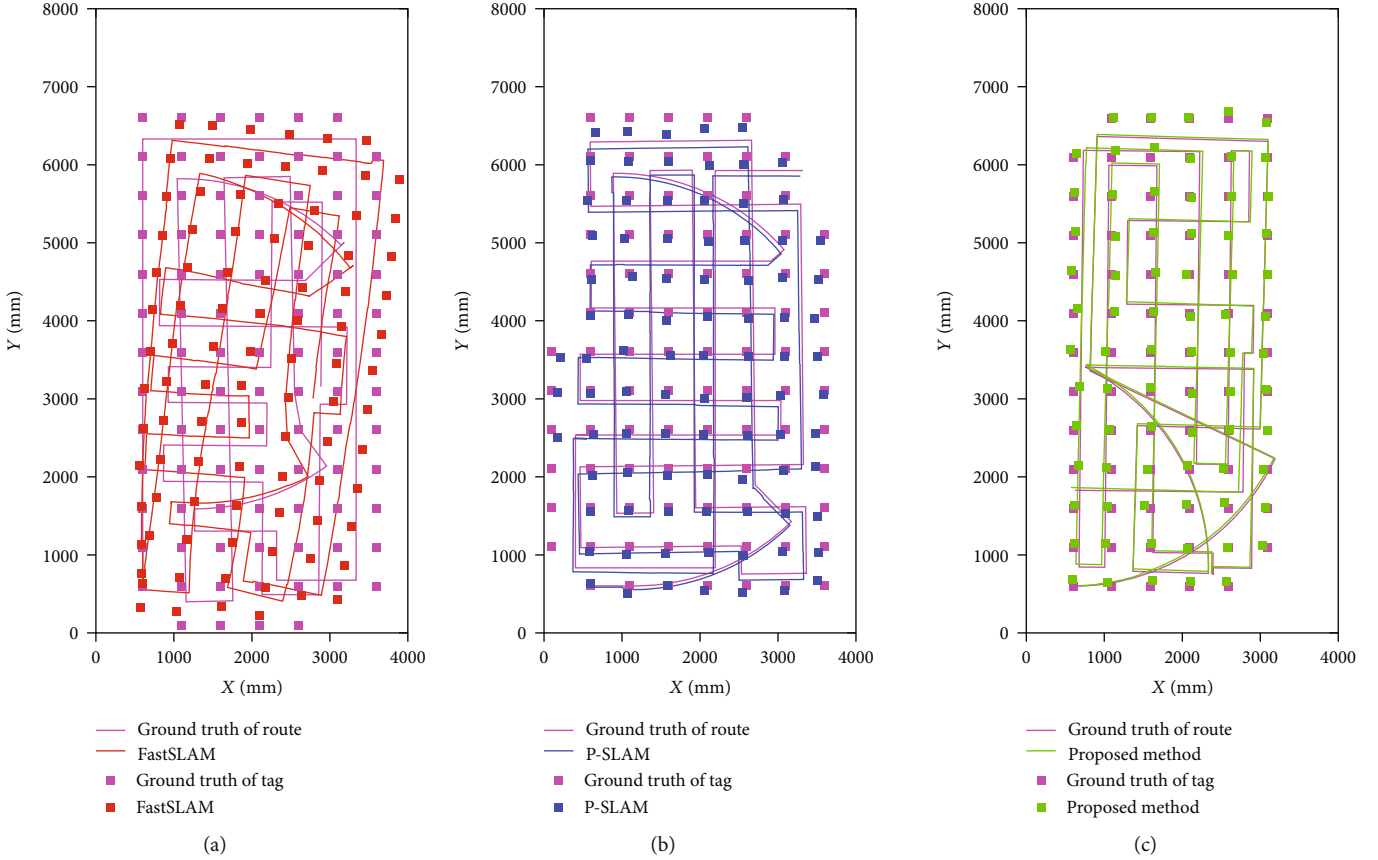 8000
7000
6000
5000
4000
3000
2000
1000
0
Y (mm)
0 1000 2000 3000 4000
X (mm)
Ground truth of route
FastSLAM
Ground truth of tag
FastSLAM
(a)
8000
7000
6000
5000
4000
3000
2000
1000
0
Y (mm)
0 1000 2000 3000 4000
X (mm)
Ground truth of route
P-SLAM
Ground truth of tag
P-SLAM
(b)
8000
7000
6000
5000
4000
3000
2000
1000
0
Y (mm)
0 1000 2000 3000 4000
X (mm)
Ground truth of route
Proposed method
Ground truth of tag
Proposed method
(c)